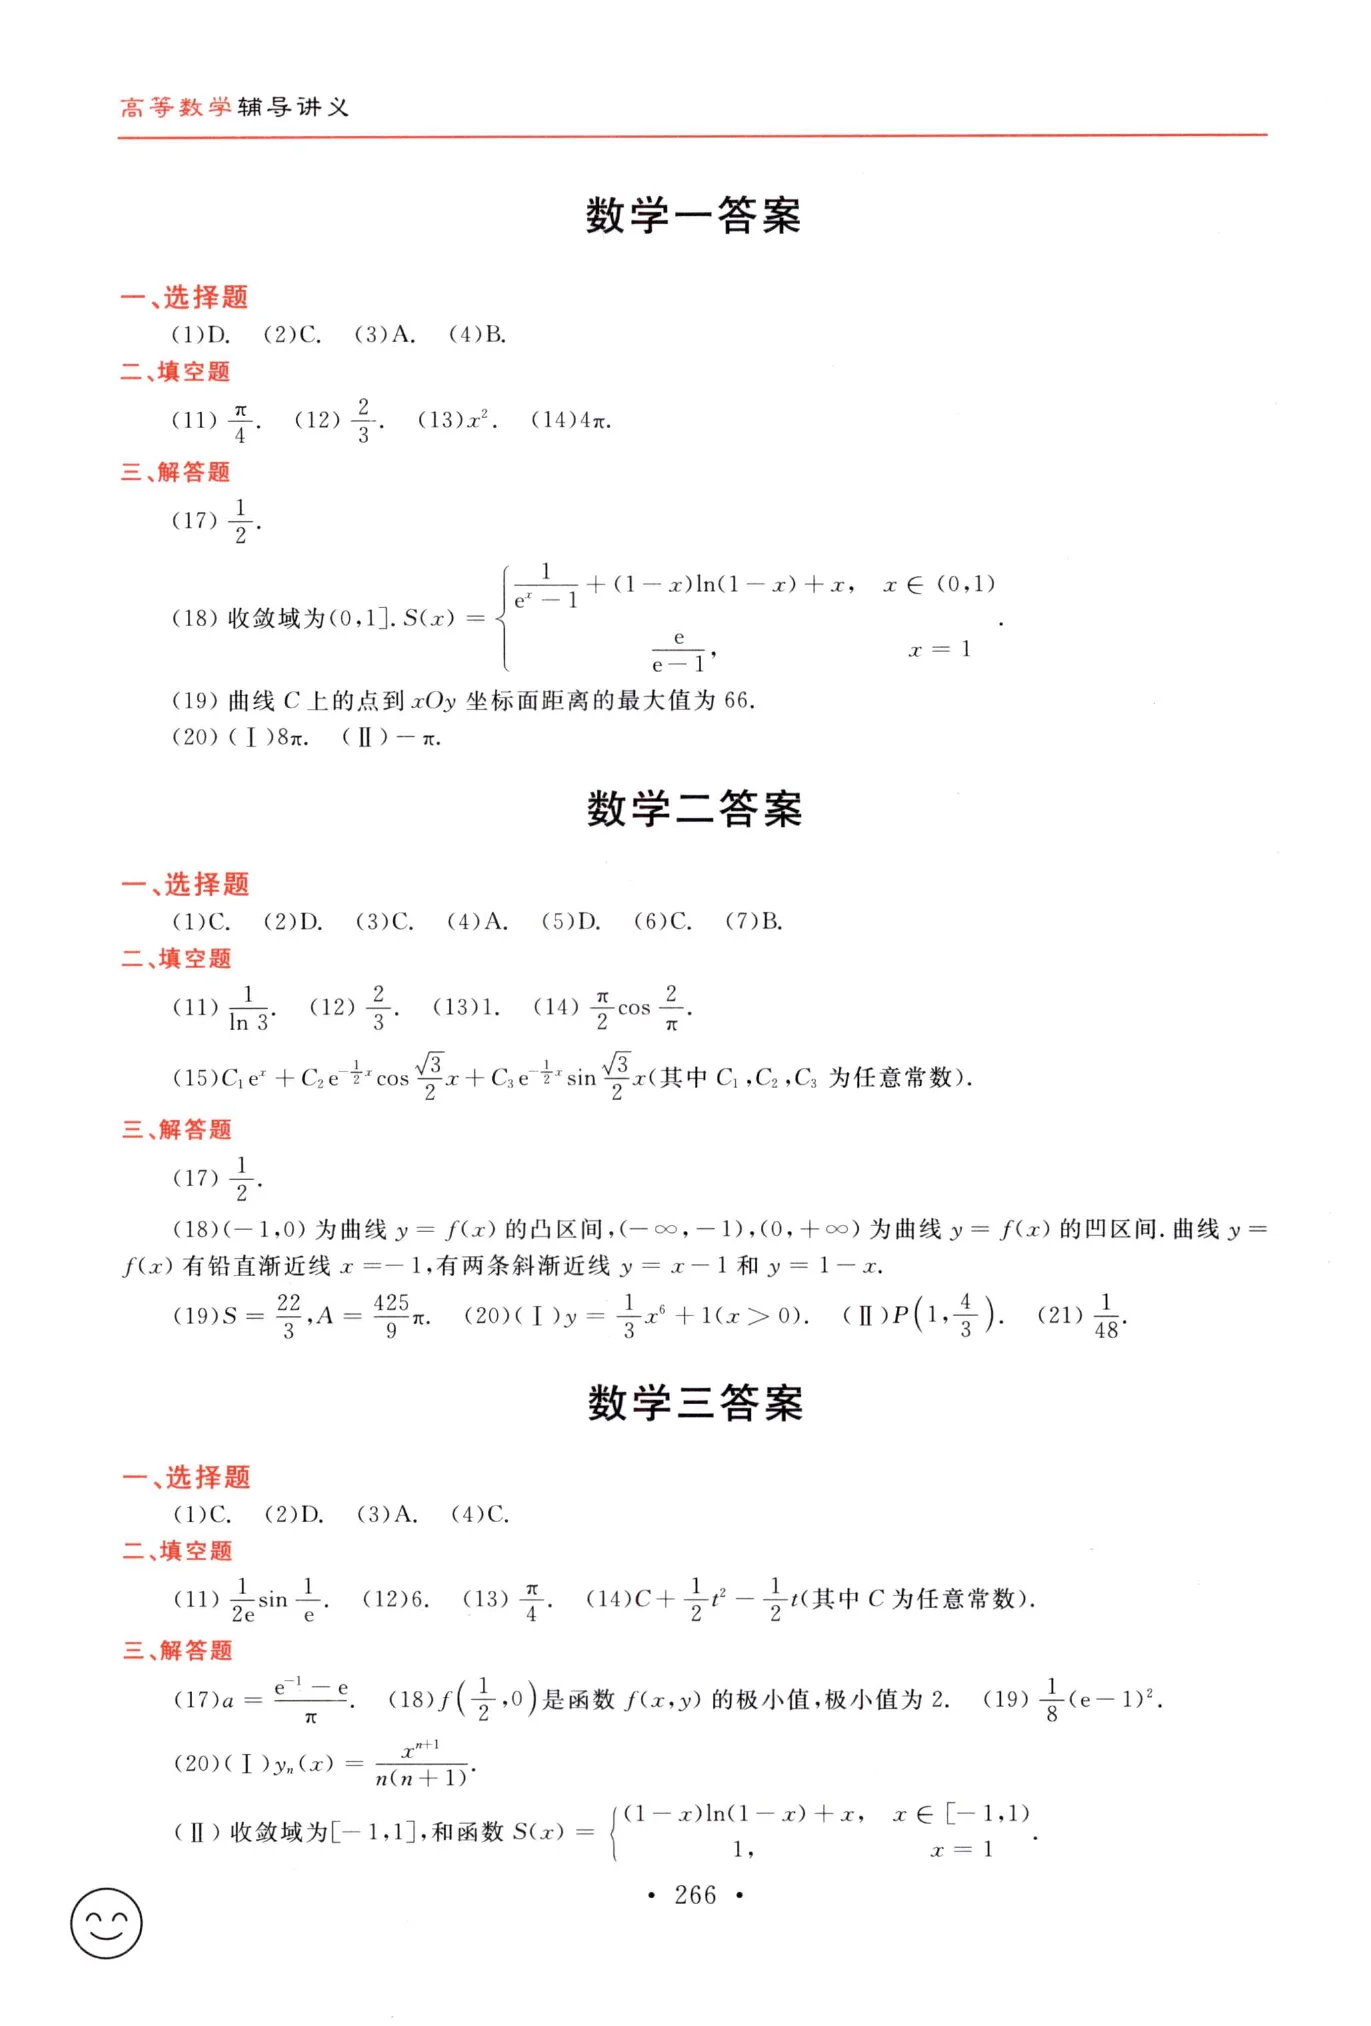 高等数学辅导讲义
数学一答案
一、选择题
(1)D. (2)C. (3)A. (4)B.
二、填空题
(11) $\frac{\pi}{4}$. (12) $\frac{2}{3}$. (13) $x^2$. (14) $4\pi$.
三、解答题
(17) $\frac{1}{2}$.
(18) 收敛域为(0,1]. $S(x) = \begin{cases} \frac{1}{e^x-1}+(1-x)\ln(1-x)+x, & x\in(0,1) \\ \frac{e}{e-1}, & x=1 \end{cases}$.
(19) 曲线 C 上的点到 xOy 坐标面距离的最大值为 66.
(20) (Ⅰ) $8\pi$. (Ⅱ) $-\pi$.
数学二答案
一、选择题
(1)C. (2)D. (3)C. (4)A. (5)D. (6)C. (7)B.
二、填空题
(11) $\frac{1}{\ln 3}$. (12) $\frac{2}{3}$. (13)1. (14) $\frac{\pi}{2}\cos\frac{2}{\pi}$.
(15) $C_1e^x+C_2e^{-\frac{1}{2}x}\cos\frac{\sqrt{3}}{2}x+C_3e^{-\frac{1}{2}x}\sin\frac{\sqrt{3}}{2}x$(其中 $C_1,C_2,C_3$ 为任意常数).
三、解答题
(17) $\frac{1}{2}$.
(18)(-1,0) 为曲线 y = f(x) 的凸区间,(-∞,-1),(0,+∞) 为曲线 y = f(x) 的凹区间. 曲线 y =
f(x) 有铅直渐近线 x =-1,有两条斜渐近线 y = x-1 和 y = 1-x.
(19) $S=\frac{22}{3},A=\frac{425}{9}\pi$. (20)(Ⅰ) $y=\frac{1}{3}x^6+1(x>0)$. (Ⅱ) $P\left(1,\frac{4}{3}\right)$. (21) $\frac{1}{48}$.
数学三答案
一、选择题
(1)C. (2)D. (3)A. (4)C.
二、填空题
(11) $\frac{1}{2e}\sin\frac{1}{e}$. (12)6. (13) $\frac{\pi}{4}$. (14) $C+\frac{1}{2}t^2-\frac{1}{2}t$(其中 C 为任意常数).
三、解答题
(17) $a=\frac{e^{-1}-e}{\pi}$. (18) $f\left(\frac{1}{2},0\right)$是函数 f(x,y) 的极小值,极小值为 2. (19) $\frac{1}{8}(e-1)^2$.
(20)(Ⅰ) $y_n(x)=\frac{x^{n+1}}{n(n+1)}$.
(Ⅱ) 收敛域为[-1,1],和函数 $S(x)=\begin{cases} (1-x)\ln(1-x)+x, & x\in[-1,1) \\ 1, & x=1 \end{cases}$.
• 266 •